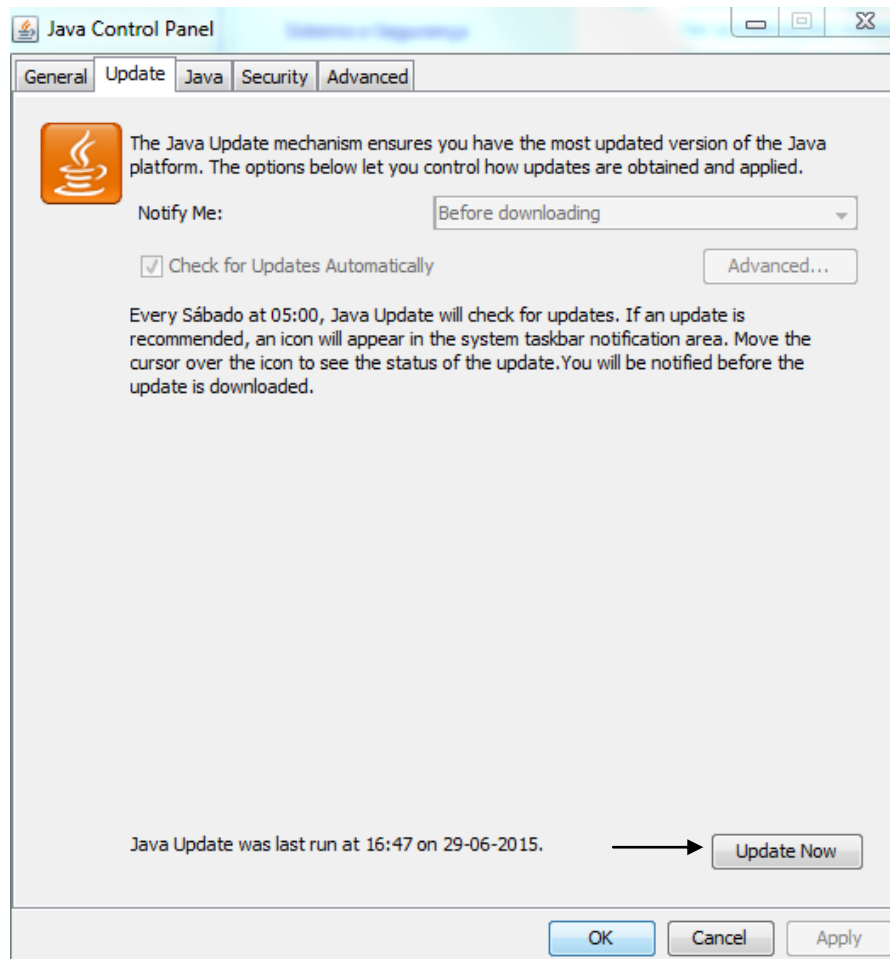 Java Control Panel
General Update Java Security Advanced
The Java Update mechanism ensures you have the most updated version of the Java
platform. The options below let you control how updates are obtained and applied.
Notify Me: Before downloading
Check for Updates Automatically Advanced...
Every Sábado at 05:00, Java Update will check for updates. If an update is
recommended, an icon will appear in the system taskbar notification area. Move the
cursor over the icon to see the status of the update.You will be notified before the
update is downloaded.
Java Update was last run at 16:47 on 29-06-2015. Update Now
OK Cancel Apply